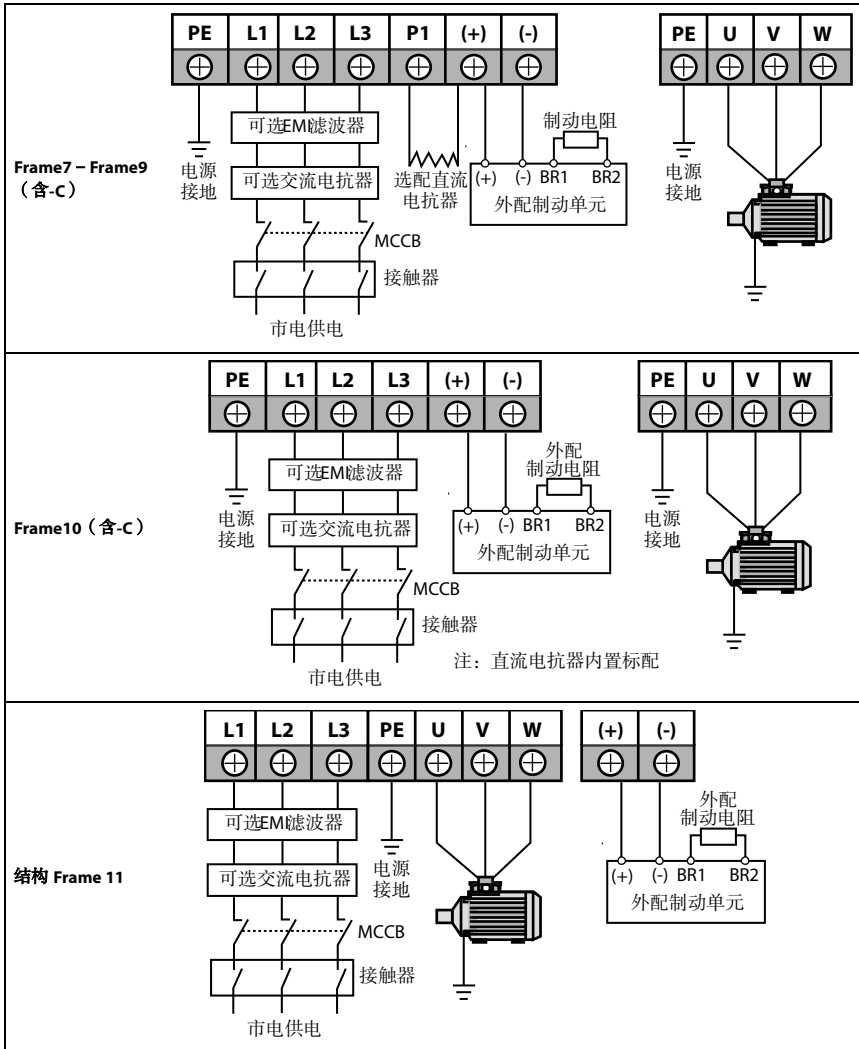 PE L1 L2 L3 P1 (+) (-) PE U V W
可选EMI滤波器
制动电阻
Frame7 – Frame9
（含-C）
电源
接地
可选交流电抗器
选配直流
电抗器
(+) (-) BR1 BR2
外配制动单元
电源
接地
MCCB
接触器
市电供电
PE L1 L2 L3 (+) (-) PE U V W
可选EMI滤波器
外配
制动电阻
Frame10（含-C）
电源
接地
可选交流电抗器
(+) (-) BR1 BR2
外配制动单元
电源
接地
MCCB
接触器
市电供电
注：直流电抗器内置标配
L1 L2 L3 PE U V W (+) (-)
可选EMI滤波器
外配
制动电阻
结构 Frame 11
可选交流电抗器
电源
接地
(+) (-) BR1 BR2
外配制动单元
MCCB
接触器
市电供电